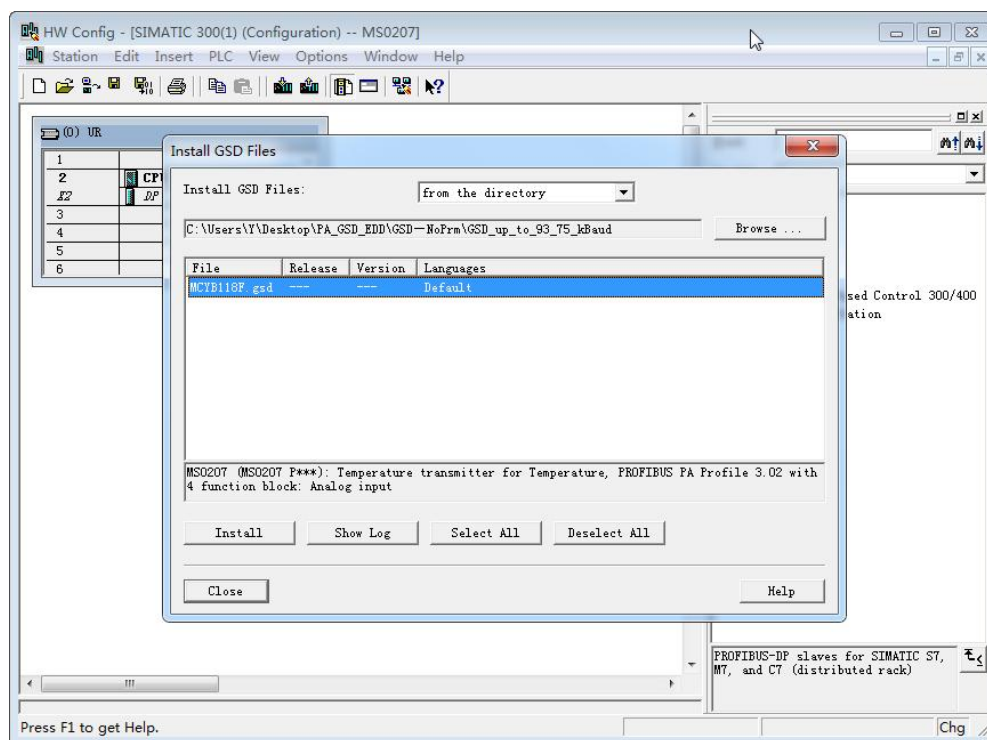 HW Config - [SIMATIC 300(1) (Configuration) -- MS0207]
Station Edit Insert PLC View Options Window Help
(0) UR
1
2 CPU
X2 DP
3
4
5
6
Install GSD Files
Install GSD Files: from the directory
C:\Users\Y\Desktop\PA_GSD_EDD\GSD－NoPrm\GSD_up_to_93_75_kBaud Browse ...
File Release Version Languages
MCYB118F.gsd --- --- Default
MS0207 (MS0207 P***): Temperature transmitter for Temperature, PROFIBUS PA Profile 3.02 with
4 function block: Analog input
Install Show Log Select All Deselect All
Close Help
sed Control 300/400
ation
PROFIBUS-DP slaves for SIMATIC S7,
M7, and C7 (distributed rack)
Press F1 to get Help.
Chg